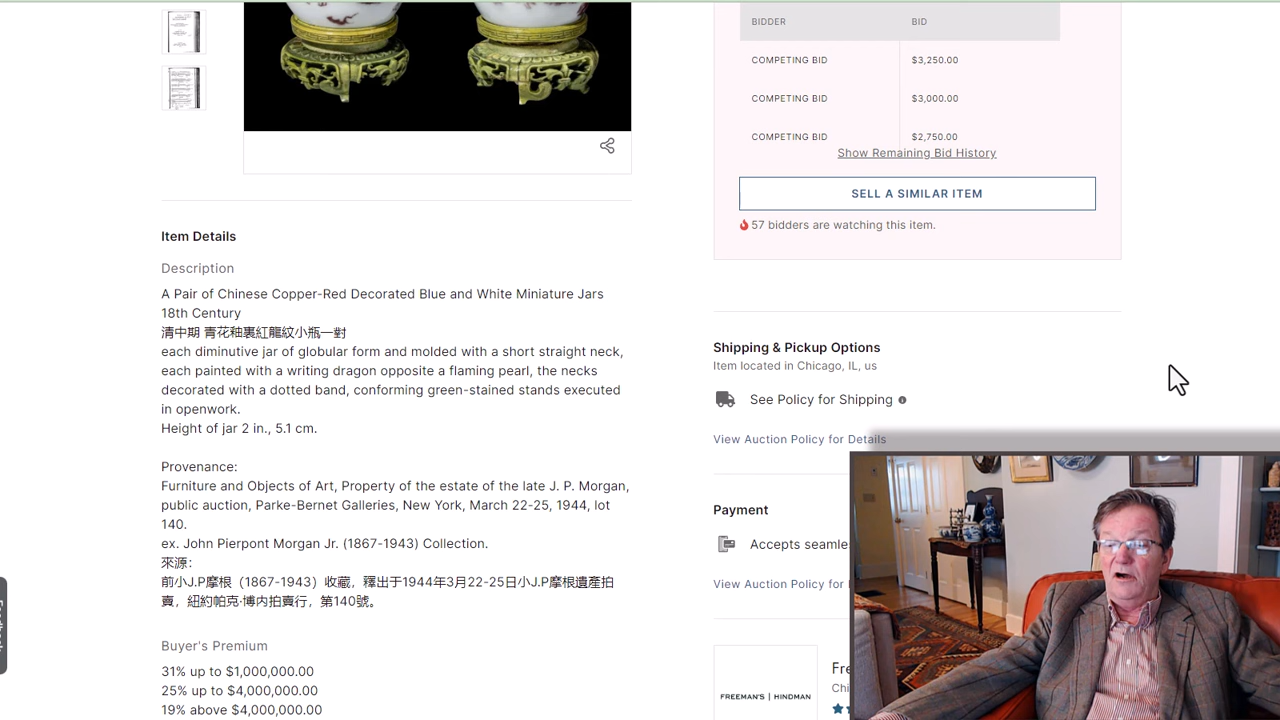 BIDDER BID
COMPETING BID $3,250.00
COMPETING BID $3,000.00
COMPETING BID $2,750.00
Show Remaining Bid History
SELL A SIMILAR ITEM
57 bidders are watching this item.
Item Details
Description
A Pair of Chinese Copper-Red Decorated Blue and White Miniature Jars
18th Century
清中期 青花釉裏紅龍紋小瓶一對
each diminutive jar of globular form and molded with a short straight neck,
each painted with a writing dragon opposite a flaming pearl, the necks
decorated with a dotted band, conforming green-stained stands executed
in openwork.
Height of jar 2 in., 5.1 cm.
Provenance:
Furniture and Objects of Art, Property of the estate of the late J. P. Morgan,
public auction, Parke-Bernet Galleries, New York, March 22-25, 1944, lot
140.
ex. John Pierpont Morgan Jr. (1867-1943) Collection.
來源：
前小J.P摩根（1867-1943）收藏，釋出于1944年3月22-25日小J.P摩根遺產拍
賣，紐約帕克·博内拍賣行，第140號。
Buyer's Premium
31% up to $1,000,000.00
25% up to $4,000,000.00
19% above $4,000,000.00
Shipping & Pickup Options
Item located in Chicago, IL, us
See Policy for Shipping
View Auction Policy for Details
Payment
Accepts seamle
View Auction Policy for
FREEMAN'S | HINDMAN
Fre
Chi